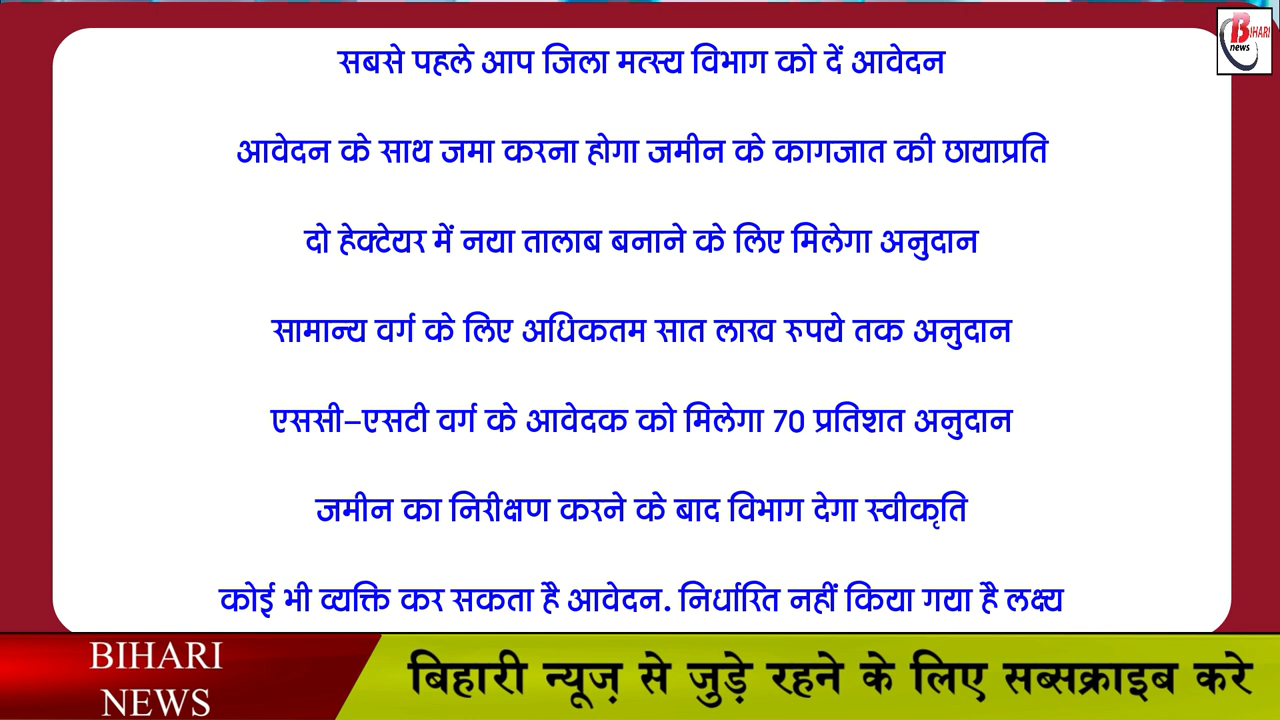 BIHARI
news
सबसे पहले आप जिला मत्स्य विभाग को दें आवेदन
आवेदन के साथ जमा करना होगा जमीन के कागजात की छायाप्रति
दो हेक्टेयर में नया तालाब बनाने के लिए मिलेगा अनुदान
सामान्य वर्ग के लिए अधिकतम सात लाख रूपये तक अनुदान
एससी–एसटी वर्ग के आवेदक को मिलेगा 70 प्रतिशत अनुदान
जमीन का निरीक्षण करने के बाद विभाग देगा स्वीकृति
कोई भी व्यक्ति कर सकता है आवेदन. निर्धारित नहीं किया गया है लक्ष्य
BIHARI
NEWS
बिहारी न्यूज़ से जुड़े रहने के लिए सब्सक्राइब करे